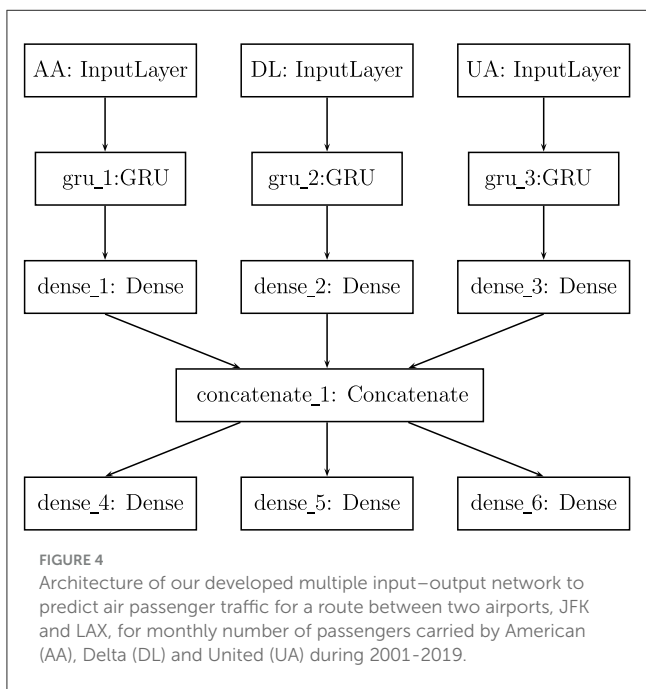 AA: InputLayer DL: InputLayer UA: InputLayer
gru_1:GRU gru_2:GRU gru_3:GRU
dense_1: Dense dense_2: Dense dense_3: Dense
concatenate_1: Concatenate
dense_4: Dense dense_5: Dense dense_6: Dense
FIGURE 4
Architecture of our developed multiple input–output network to
predict air passenger traffic for a route between two airports, JFK
and LAX, for monthly number of passengers carried by American
(AA), Delta (DL) and United (UA) during 2001-2019.